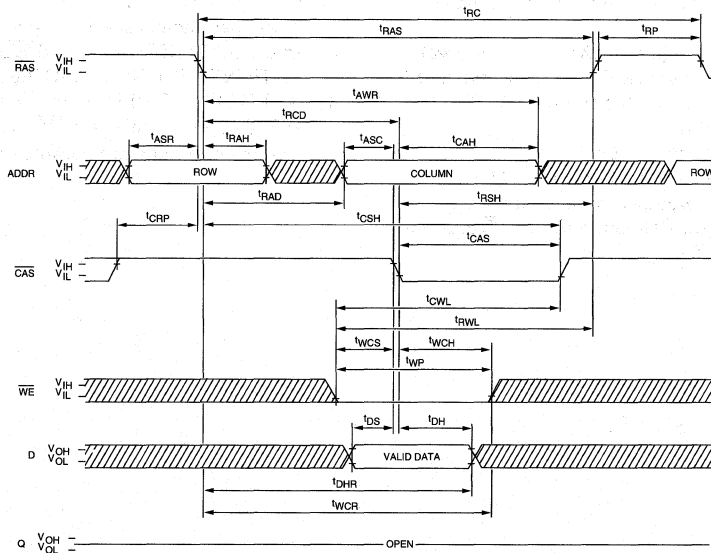 tRC
tRAS
tRP
RAS VIH
VIL
tAWR
tRCD
tASR
tRAH
tASC
tCAH
ADDR VIH
VIL
ROW
COLUMN
ROW
tRAD
tRSH
tCSH
tCRP
tCAS
CAS VIH
VIL
tCWL
tRWL
tWCS
tWCH
tWP
WE VIH
VIL
tDS
tDH
D VOH
VOL
VALID DATA
tDHR
tWCR
Q VOH
VOL
OPEN